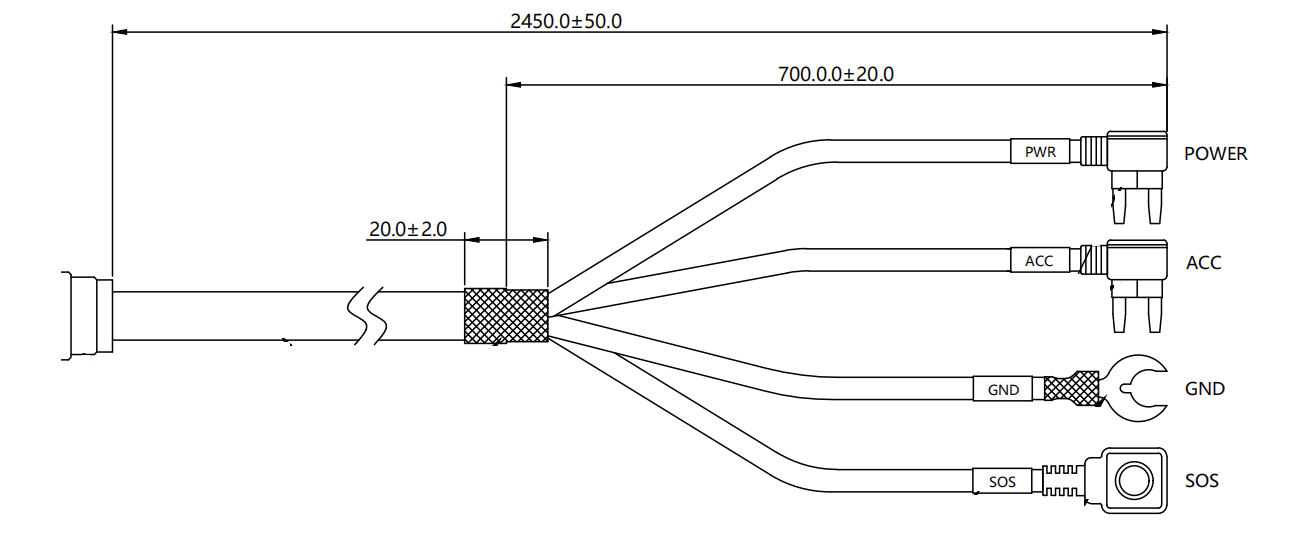 2450.0±50.0
700.0.0±20.0
PWR
POWER
20.0±2.0
ACC
ACC
GND
GND
SOS
SOS